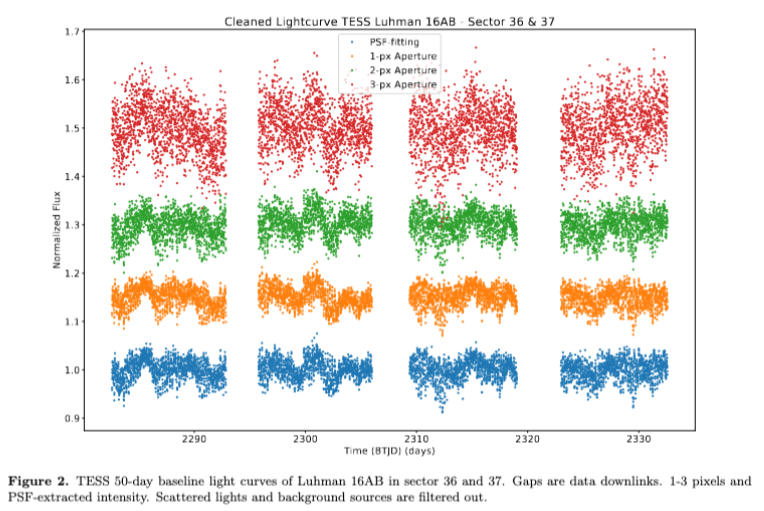 Cleaned Lightcurve TESS Luhman 16AB - Sector 36 & 37
PSF-fitting
1-px Aperture
2-px Aperture
3-px Aperture
1.7
1.6
1.5
1.4
1.3
1.2
1.1
1.0
0.9
Normalized Flux
2290
2300
2310
2320
2330
Time (BTJD) (days)
Figure 2. TESS 50-day baseline light curves of Luhman 16AB in sector 36 and 37. Gaps are data downlinks. 1-3 pixels and
PSF-extracted intensity. Scattered lights and background sources are filtered out.